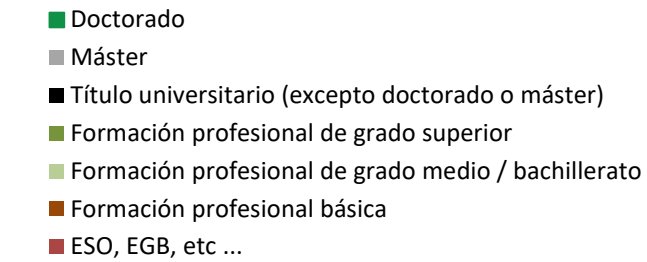 Doctorado
Máster
Título universitario (excepto doctorado o máster)
Formación profesional de grado superior
Formación profesional de grado medio / bachillerato
Formación profesional básica
ESO, EGB, etc ...